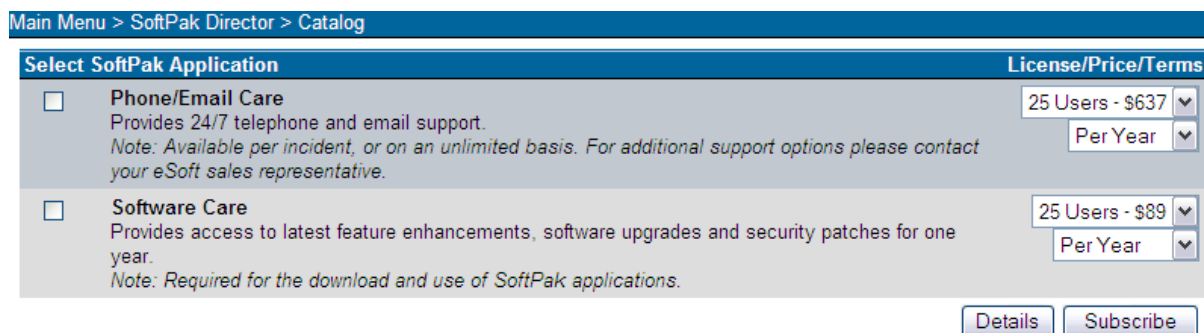 Main Menu > SoftPak Director > Catalog
Select SoftPak Application License/Price/Terms
Phone/Email Care
25 Users - $637
Provides 24/7 telephone and email support.
Per Year
Note: Available per incident, or on an unlimited basis. For additional support options please contact
your eSoft sales representative.
Software Care
25 Users - $89
Provides access to latest feature enhancements, software upgrades and security patches for one
year.
Per Year
Note: Required for the download and use of SoftPak applications.
Details Subscribe